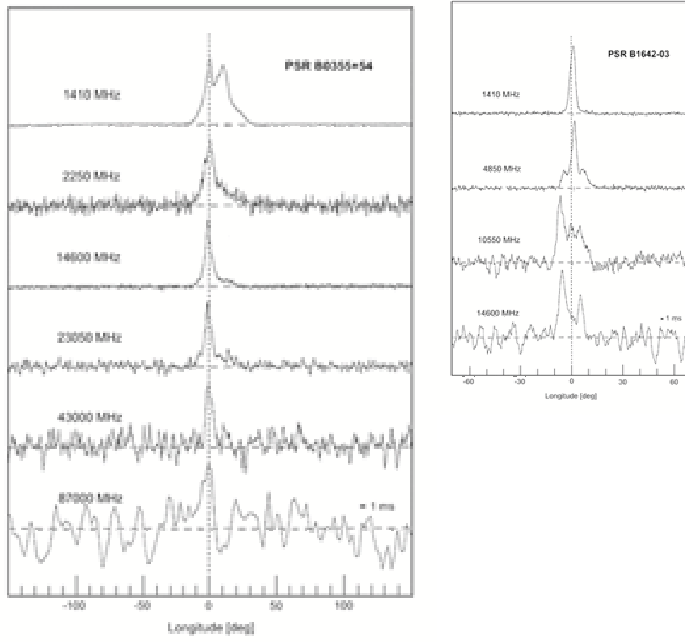 PSR B0355+54
1410 MHz
2250 MHz
14600 MHz
23050 MHz
43000 MHz
87000 MHz
= 1 ms
-100 -50 0 50 100
Longitude [deg]
PSR B1642-03
1410 MHz
4850 MHz
10550 MHz
14600 MHz
= 1 ms
-60 -30 0 30 60
Longitude [deg]